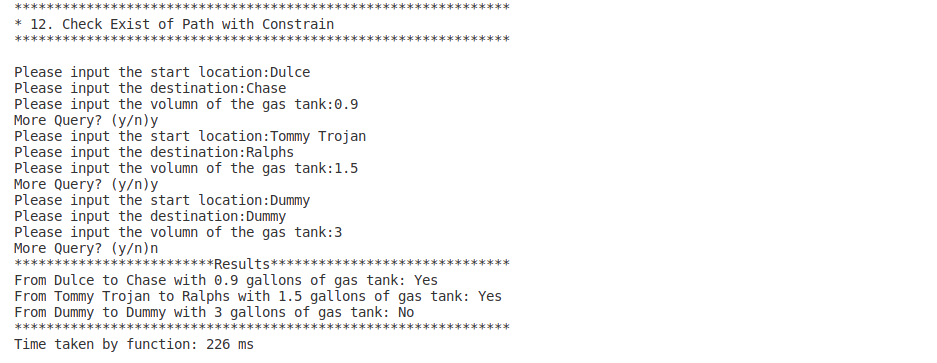 **************************************************************
* 12. Check Exist of Path with Constrain
**************************************************************
Please input the start location:Dulce
Please input the destination:Chase
Please input the volumn of the gas tank:0.9
More Query? (y/n)y
Please input the start location:Tommy Trojan
Please input the destination:Ralphs
Please input the volumn of the gas tank:1.5
More Query? (y/n)y
Please input the start location:Dummy
Please input the destination:Dummy
Please input the volumn of the gas tank:3
More Query? (y/n)n
*************************Results******************************
From Dulce to Chase with 0.9 gallons of gas tank: Yes
From Tommy Trojan to Ralphs with 1.5 gallons of gas tank: Yes
From Dummy to Dummy with 3 gallons of gas tank: No
**************************************************************
Time taken by function: 226 ms